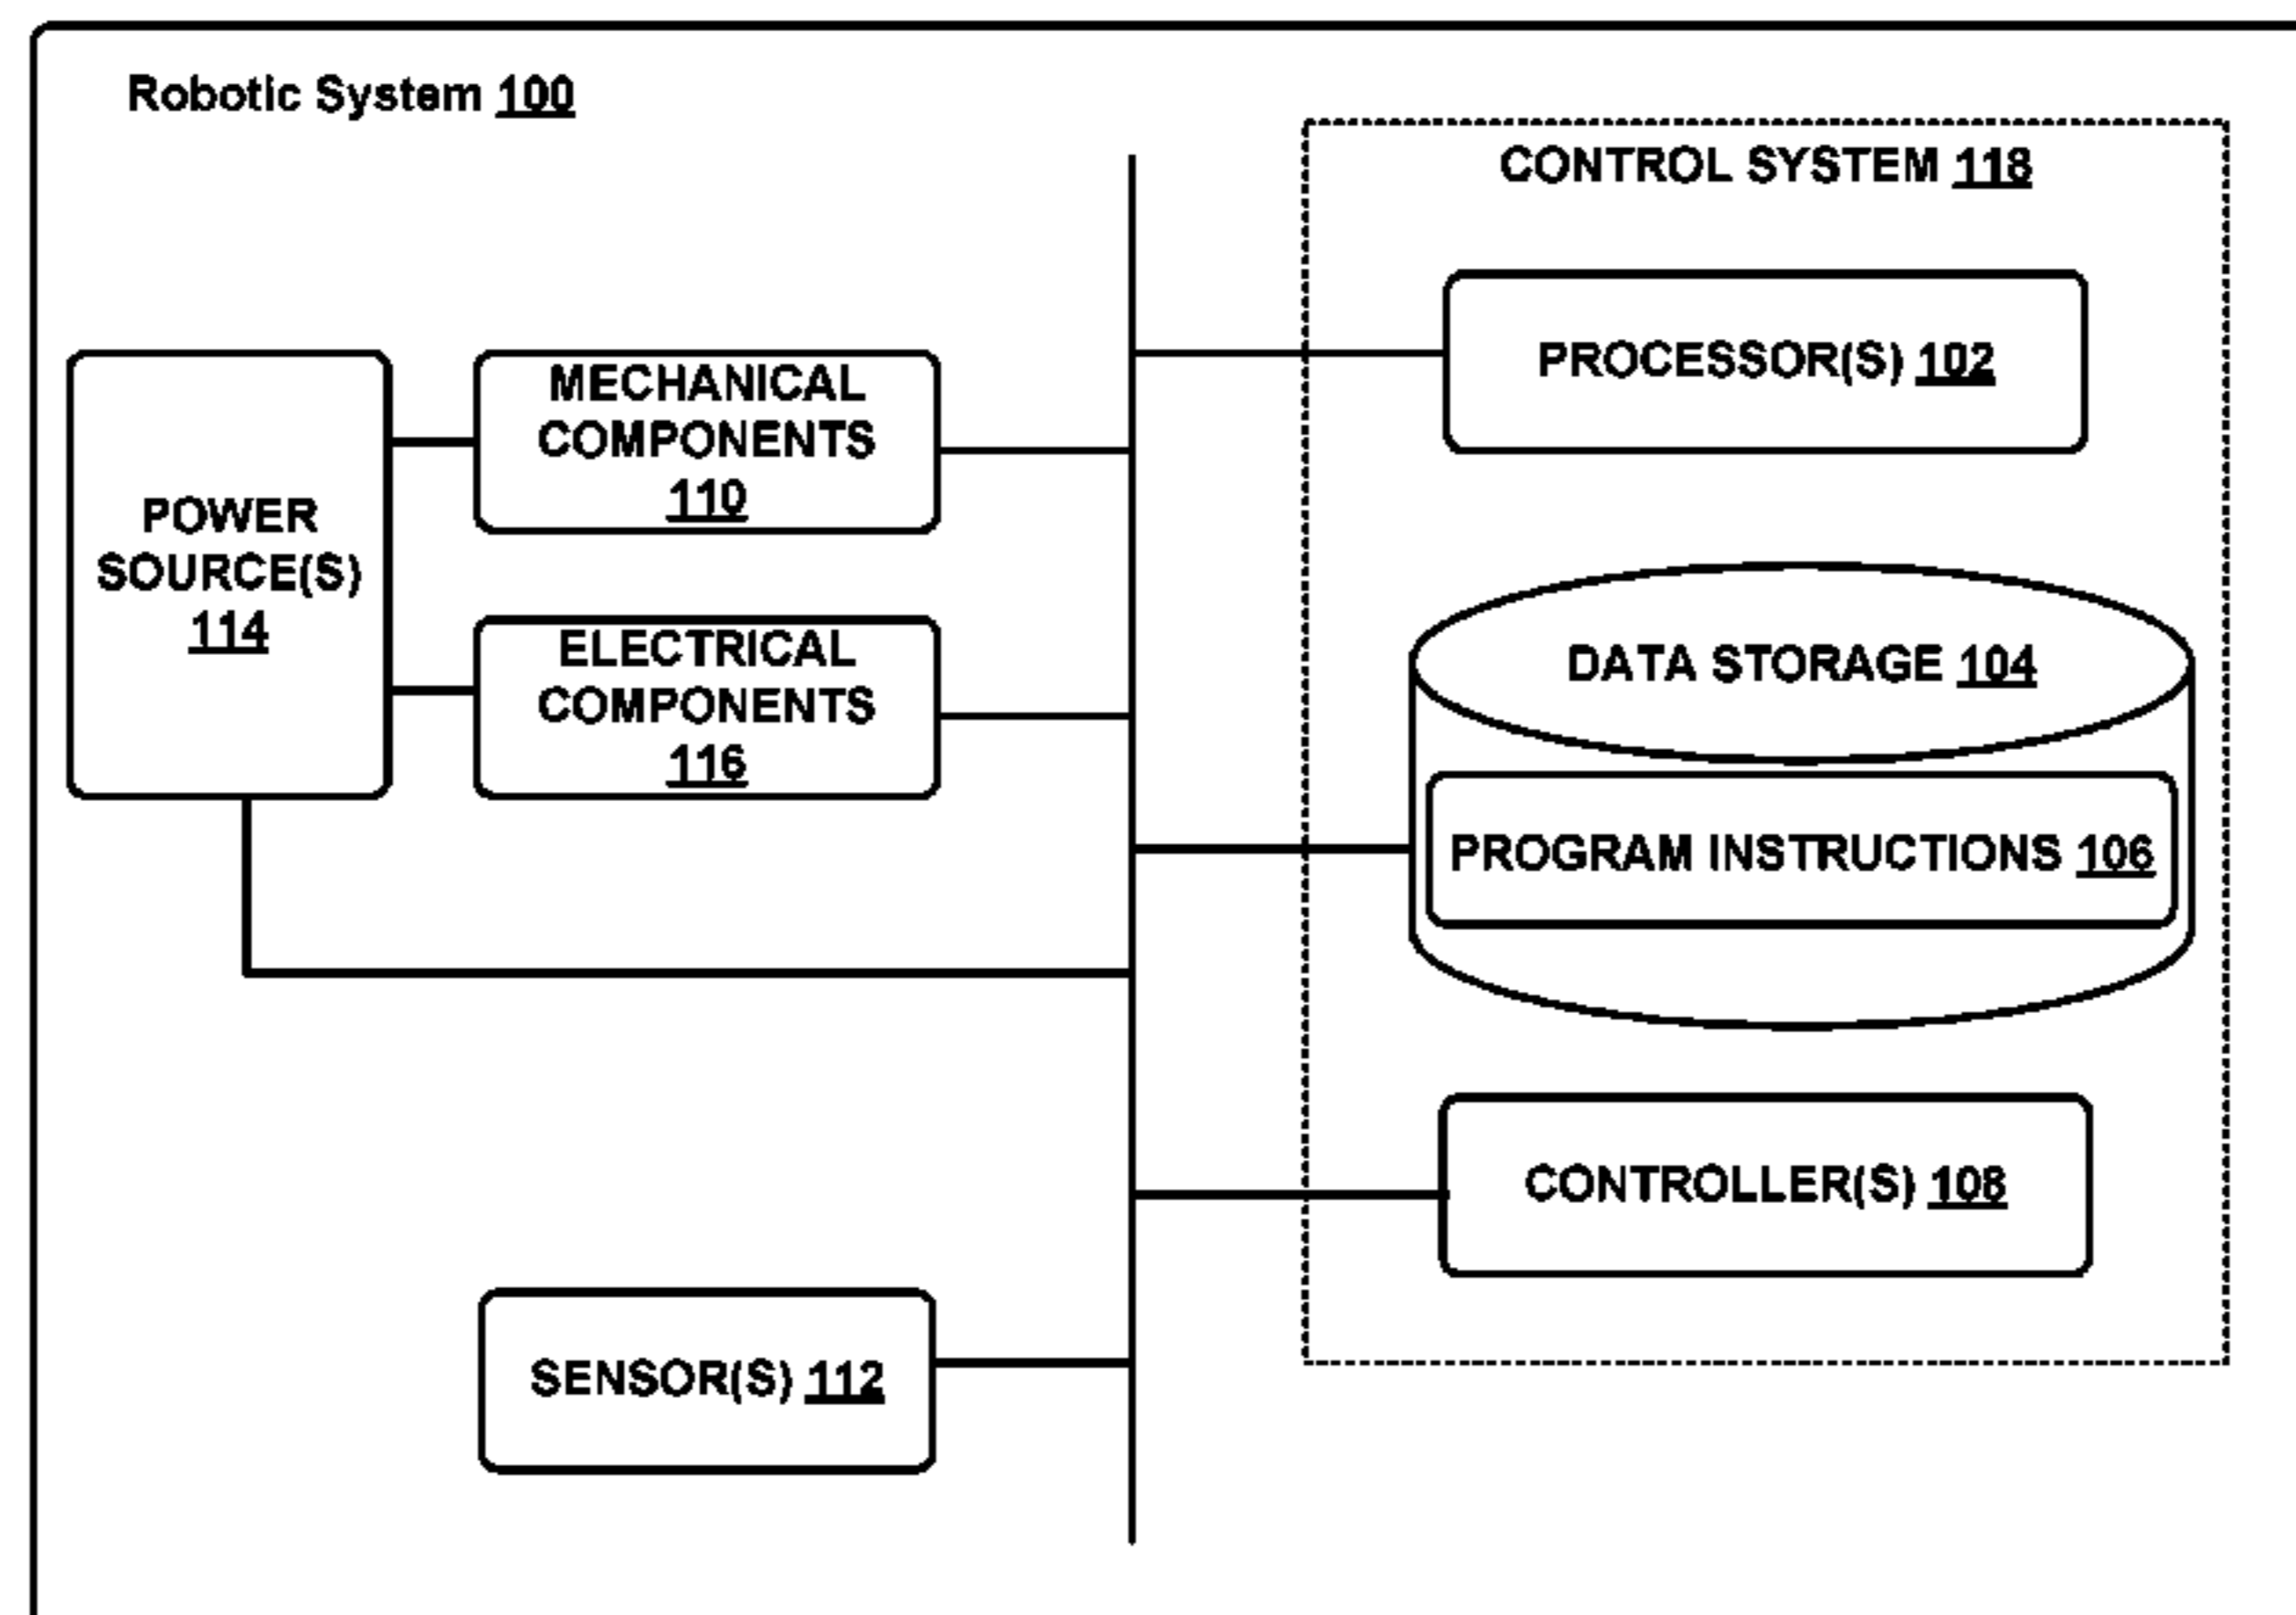 Robotic System 100
CONTROL SYSTEM 118
PROCESSOR(S) 102
MECHANICAL
COMPONENTS
110
POWER
SOURCE(S)
114
ELECTRICAL
COMPONENTS
116
DATA STORAGE 104
PROGRAM INSTRUCTIONS 106
CONTROLLER(S) 108
SENSOR(S) 112